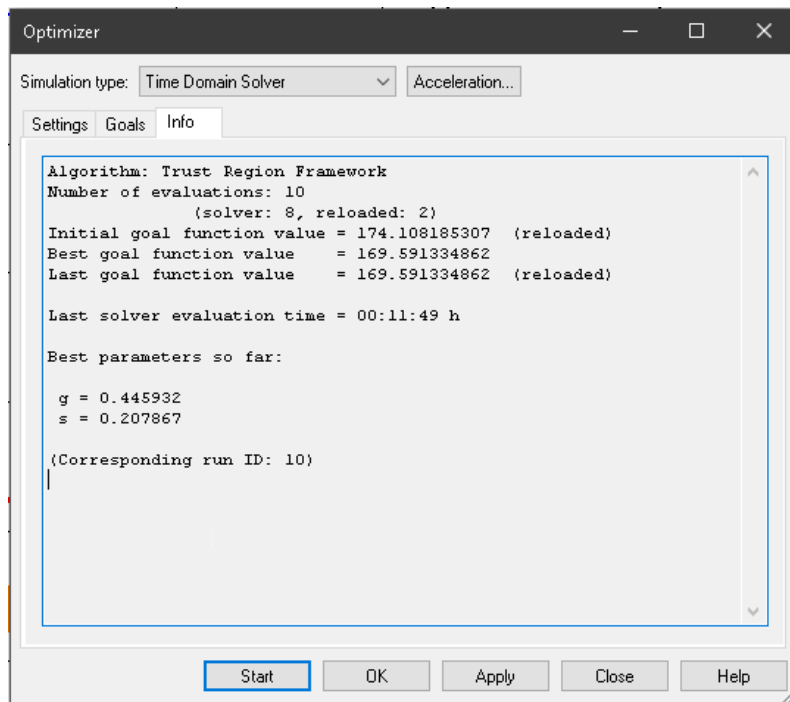 Optimizer
Simulation type: Time Domain Solver Acceleration...
Settings Goals Info
Algorithm: Trust Region Framework
Number of evaluations: 10
(solver: 8, reloaded: 2)
Initial goal function value = 174.108185307 (reloaded)
Best goal function value = 169.591334862
Last goal function value = 169.591334862 (reloaded)
Last solver evaluation time = 00:11:49 h
Best parameters so far:
g = 0.445932
s = 0.207867
(Corresponding run ID: 10)
Start OK Apply Close Help